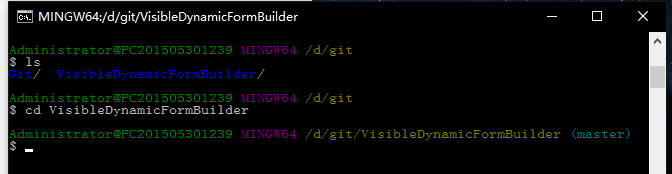 MINGW64:/d/git/VisibleDynamicFormBuilder
Administrator@PC201505301239 MINGW64 /d/git
$ ls
Git/  VisibleDynamicFormBuilder/
Administrator@PC201505301239 MINGW64 /d/git
$ cd VisibleDynamicFormBuilder
Administrator@PC201505301239 MINGW64 /d/git/VisibleDynamicFormBuilder (master)
$